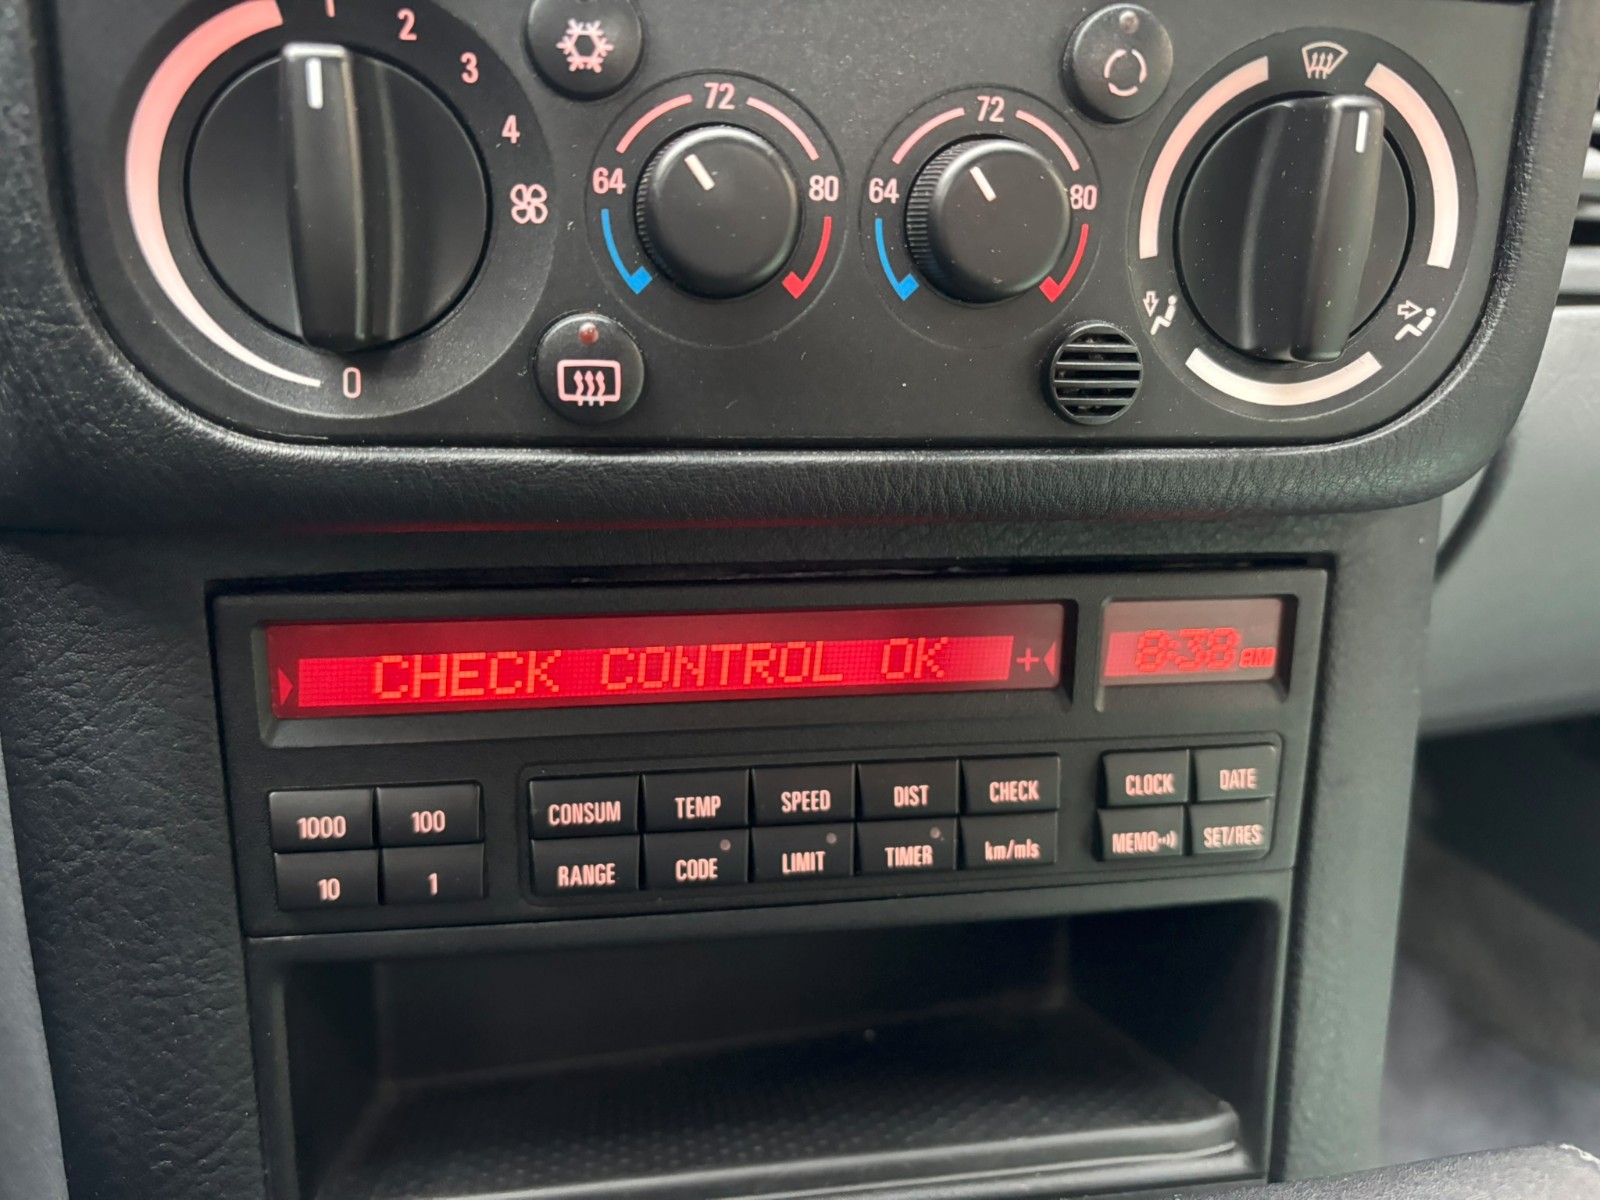 1 2 3 4
0
64 72 80
64 72 80
CHECK CONTROL OK +
8:38 AM
1000 100
10 1
CONSUM TEMP SPEED DIST CHECK
RANGE CODE LIMIT TIMER km/mls
CLOCK DATE
MEMO SET/RES